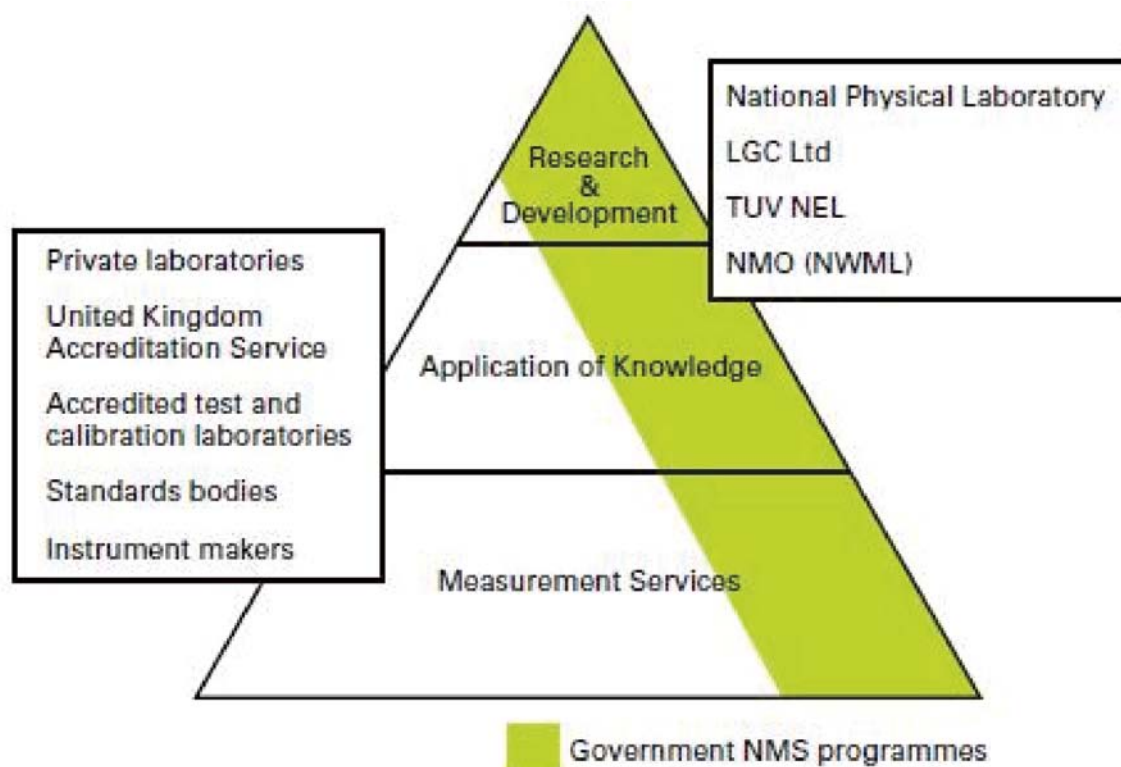 Research
&
Development
National Physical Laboratory
LGC Ltd
TUV NEL
NMO (NWML)
Private laboratories
United Kingdom
Accreditation Service
Accredited test and
calibration laboratories
Standards bodies
Instrument makers
Application of Knowledge
Measurement Services
Government NMS programmes